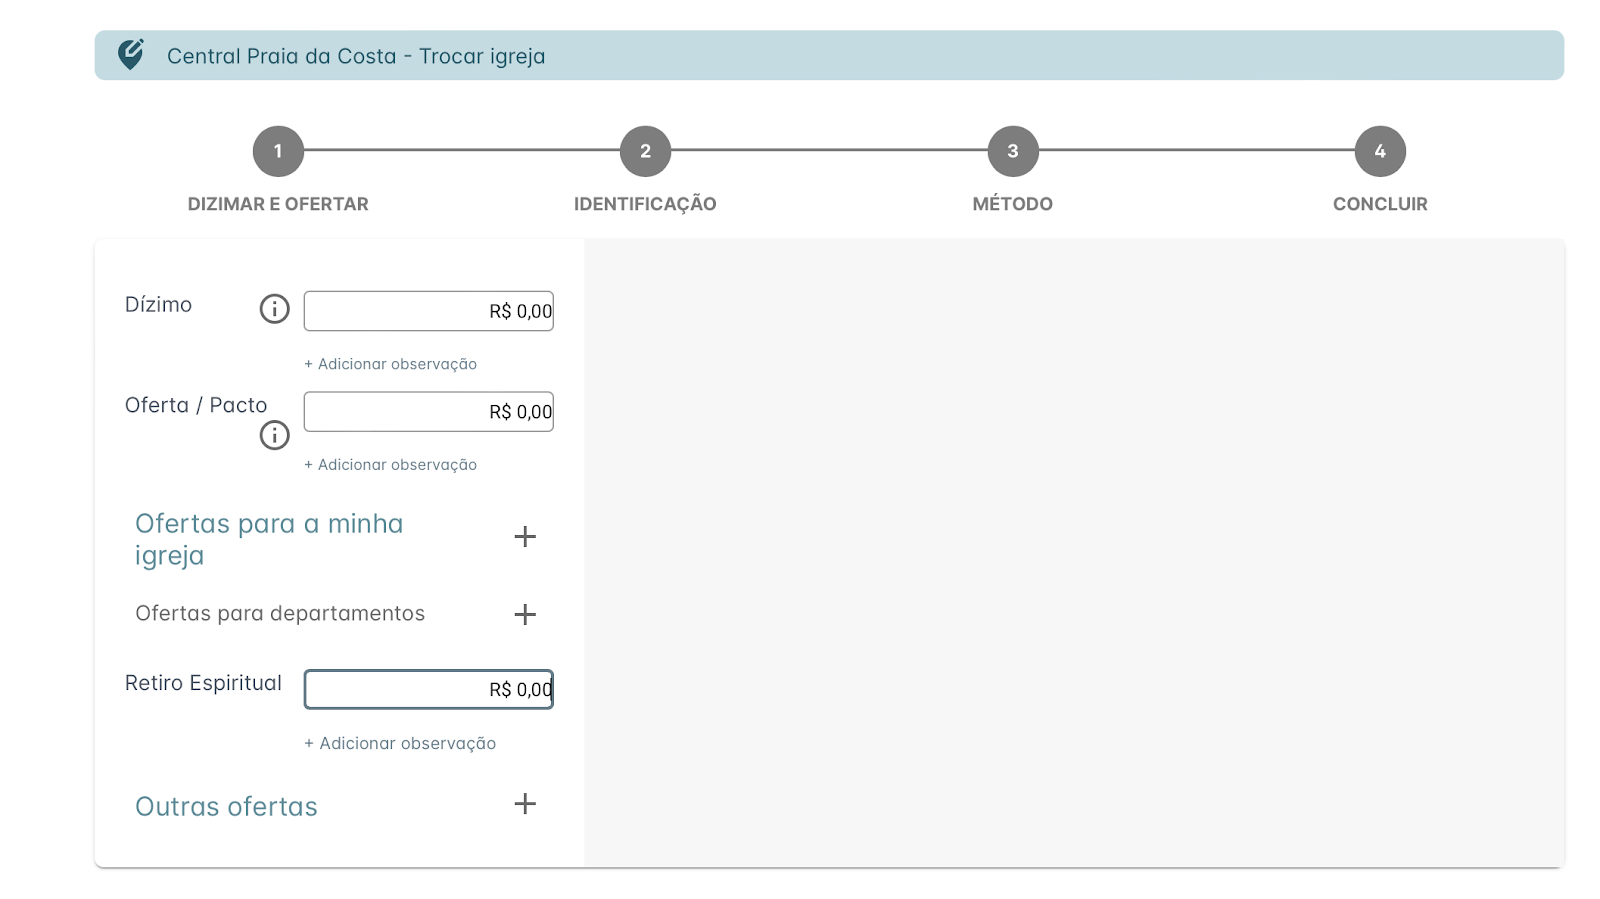 Central Praia da Costa - Trocar igreja
1
2
3
4
DIZIMAR E OFERTAR
IDENTIFICAÇÃO
MÉTODO
CONCLUIR
Dízimo
R$ 0,00
+ Adicionar observação
Oferta / Pacto
R$ 0,00
+ Adicionar observação
Ofertas para a minha
igreja
+
Ofertas para departamentos
+
Retiro Espiritual
R$ 0,00
+ Adicionar observação
Outras ofertas
+